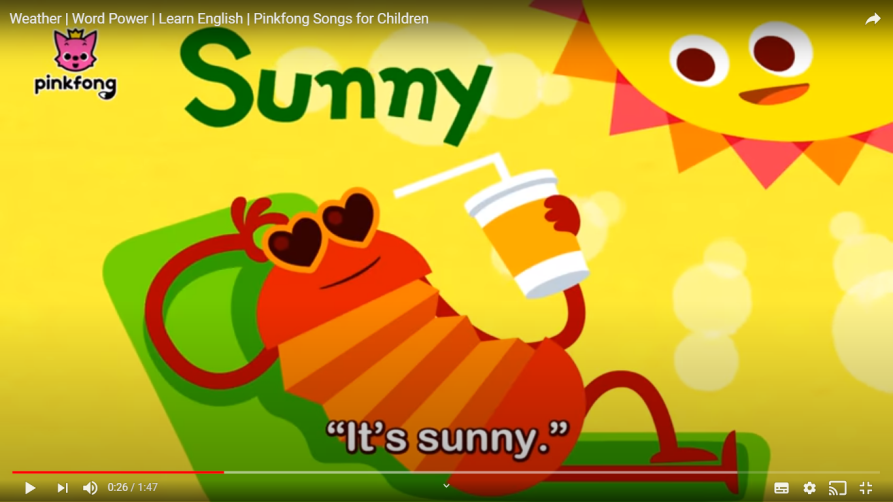 Weather | Word Power | Learn English | Pinkfong Songs for Children
pinkfong
Sunny
“It’s sunny.”
0:26 / 1:47